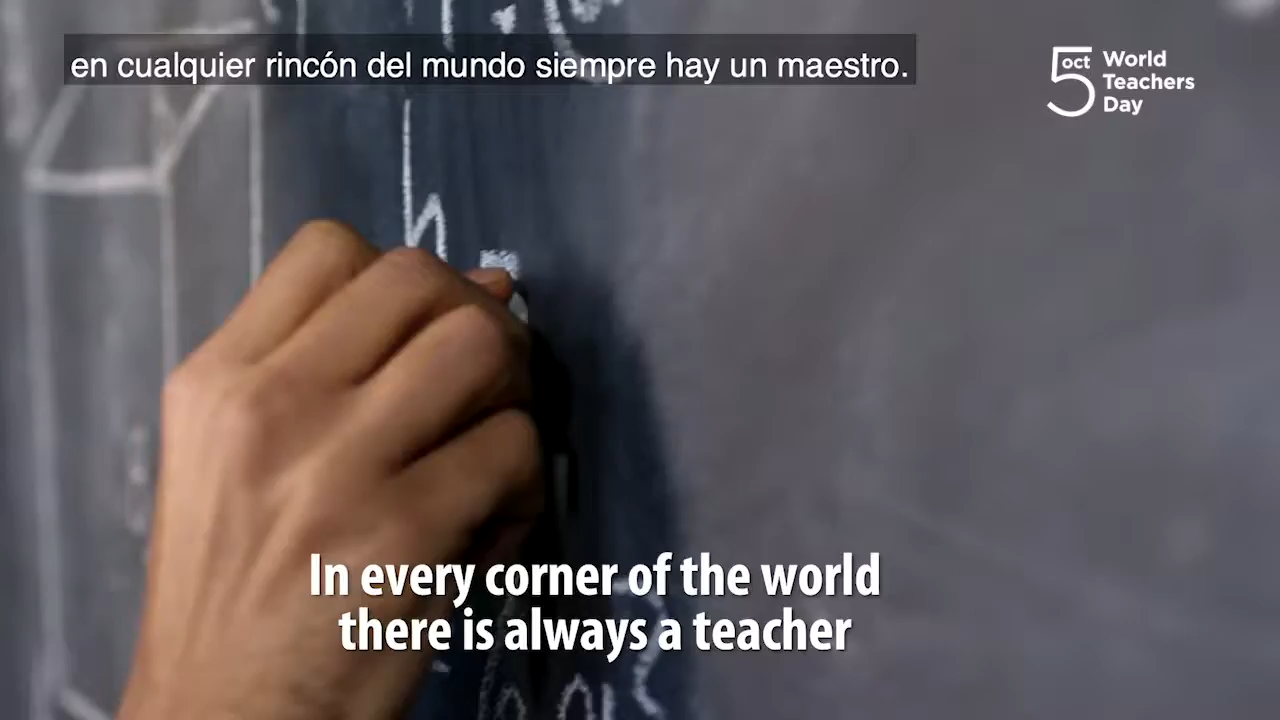 en cualquier rincón del mundo siempre hay un maestro.
5 oct
World
Teachers
Day
In every corner of the world
there is always a teacher